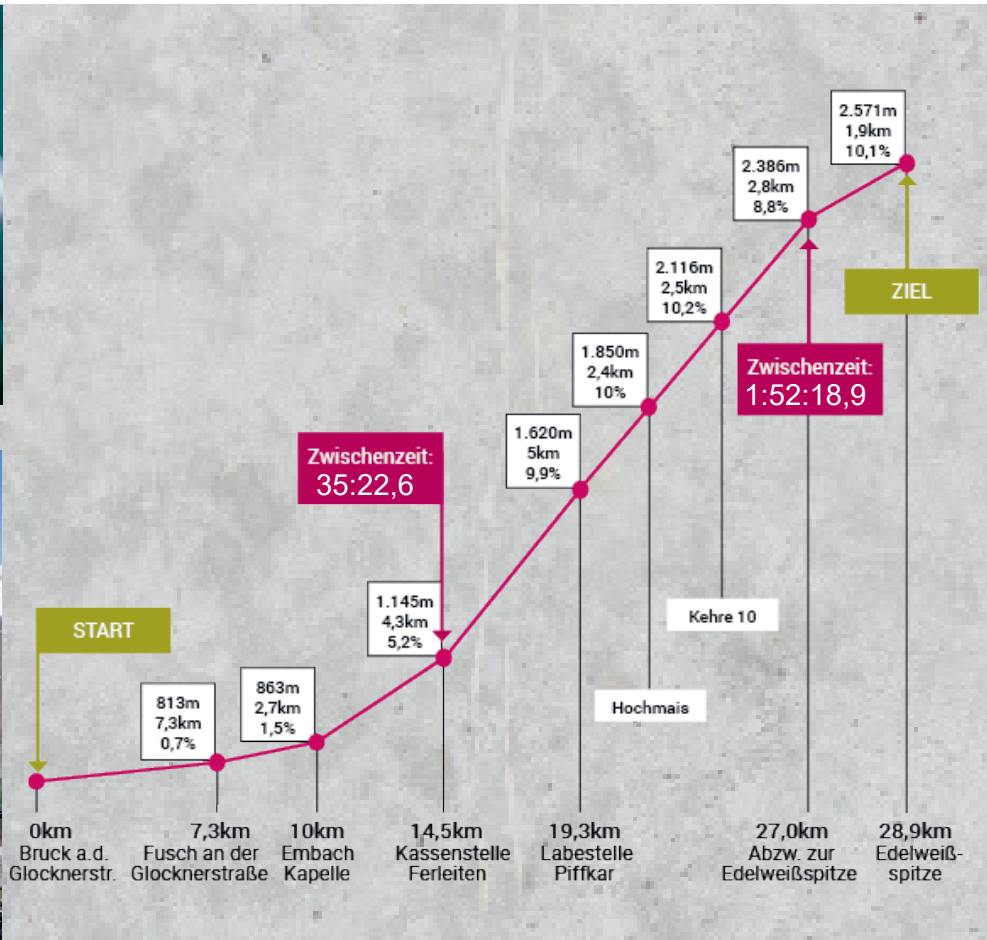 2.571m
1,9km
10,1%
2.386m
2,8km
8,8%
2.116m
2,5km
10,2%
ZIEL
1.850m
2,4km
10%
Zwischenzeit:
1:52:18,9
1.620m
5km
9,9%
Zwischenzeit:
35:22,6
1.145m
4,3km
5,2%
Kehre 10
START
863m
2,7km
1,5%
813m
7,3km
0,7%
Hochmais
0km
Bruck a.d.
Glocknerstr.
7,3km
Fusch an der
Glocknerstraße
10km
Embach
Kapelle
14,5km
Kassenstelle
Ferleiten
19,3km
Labestelle
Piffkar
27,0km
Abzw. zur
Edelweißspitze
28,9km
Edelweiß-
spitze